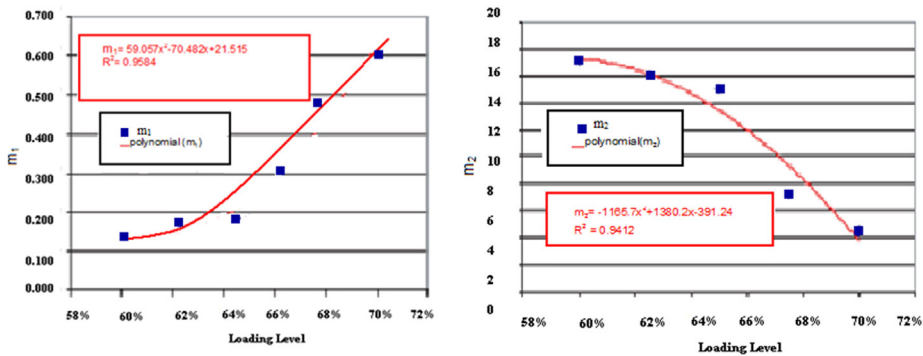 0.700
0.600
0.500
0.400
0.300
0.200
0.100
0.000
m₁
m₁= 59.057x²-70.482x+21.515
R²= 0.9584
m₁
polynomial (m₁)
58% 60% 62% 64% 66% 68% 70% 72%
Loading Level
20
18
16
14
12
10
8
6
4
2
0
m₂
m₂
polynomial(m₂)
m₂= -1165.7x²+1380.2x-391.24
R² = 0.9412
58% 60% 62% 64% 66% 68% 70% 72%
Loading Level